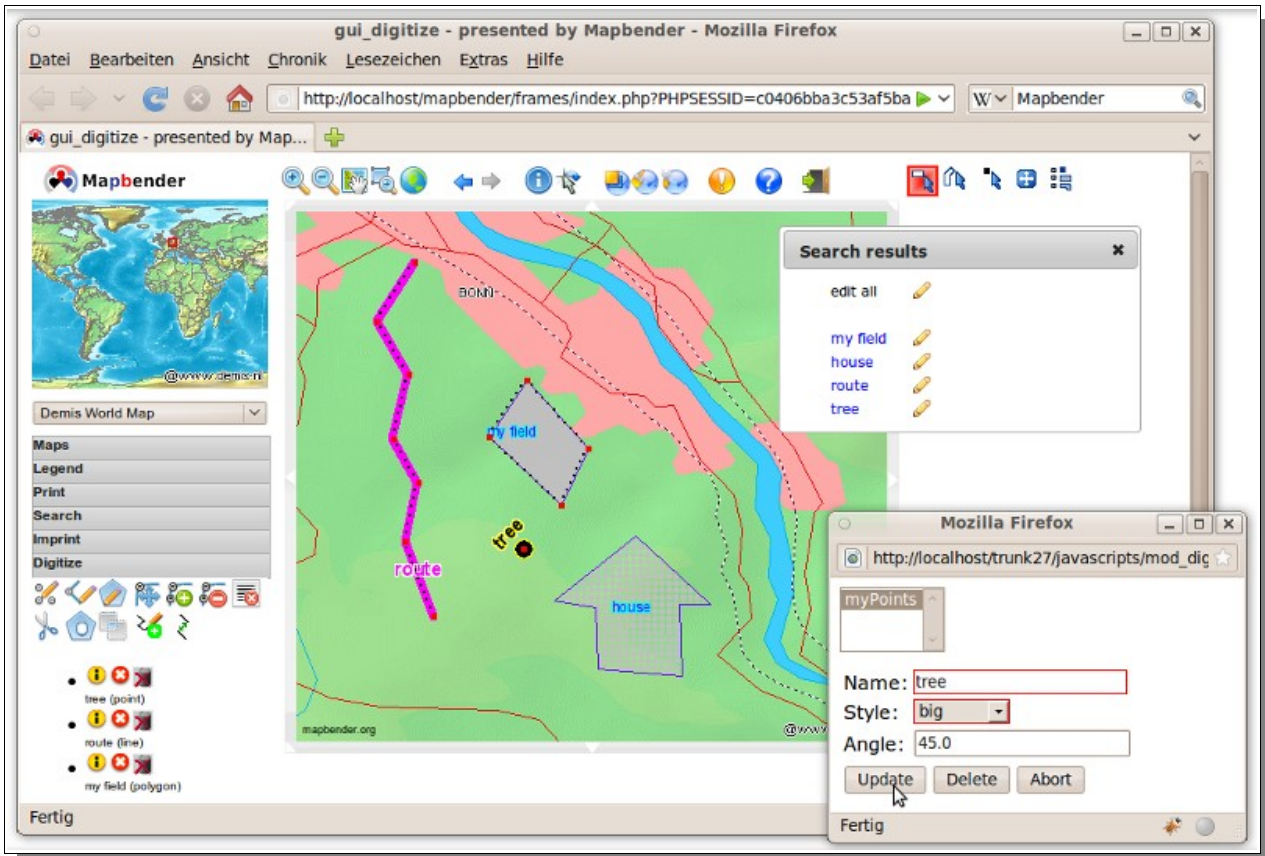 gui_digitize - presented by Mapbender - Mozilla Firefox
Datei Bearbeiten Ansicht Chronik Lesezeichen Extras Hilfe
http://localhost/mapbender/frames/index.php?PHPSESSID=c0406bba3c53af5ba
W Mapbender
gui_digitize - presented by Map...
Mapbender
@www.demis.nl
Demis World Map
Maps
Legend
Print
Search
Imprint
Digitize
tree (point)
route (line)
my field (polygon)
Fertig
BONN
my field
tree
route
house
mapbender.org
@www
Search results
edit all
my field
house
route
tree
Mozilla Firefox
http://localhost/trunk27/javascripts/mod_dig
myPoints
Name: tree
Style: big
Angle: 45.0
Update Delete Abort
Fertig